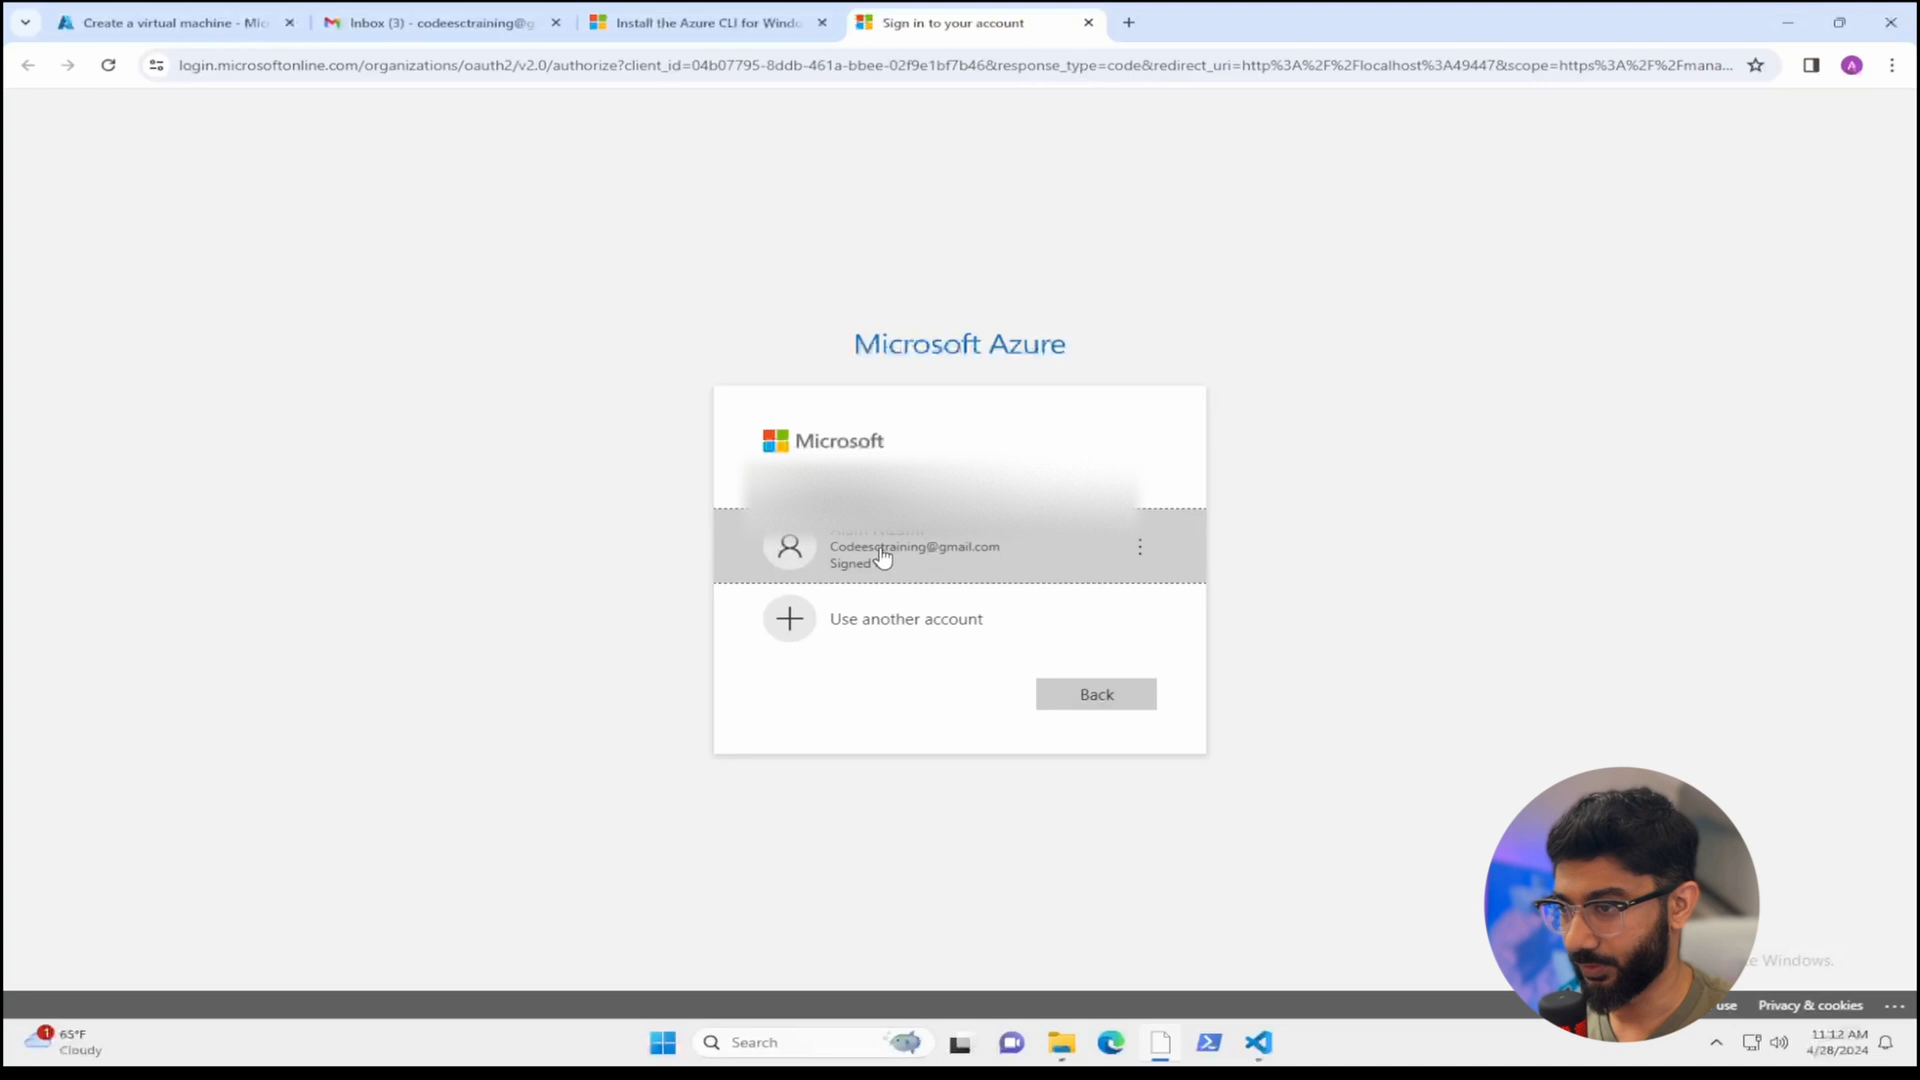 Create a virtual machine - Mic
Inbox (3) - codeesctraining@g
Install the Azure CLI for Windo
Sign in to your account
login.microsoftonline.com/organizations/oauth2/v2.0/authorize?client_id=04b07795-8ddb-461a-bbee-02f9e1bf7b46&response_type=code&redirect_uri=http%3A%2F%2Flocalhost%3A49447&scope=https%3A%2F%2Fmana...
A
Microsoft Azure
Microsoft
Codeesctraining@gmail.com
Signed
Use another account
Back
e Windows.
use
Privacy & cookies
1
65°F
Cloudy
Search
11:12 AM
4/28/2024